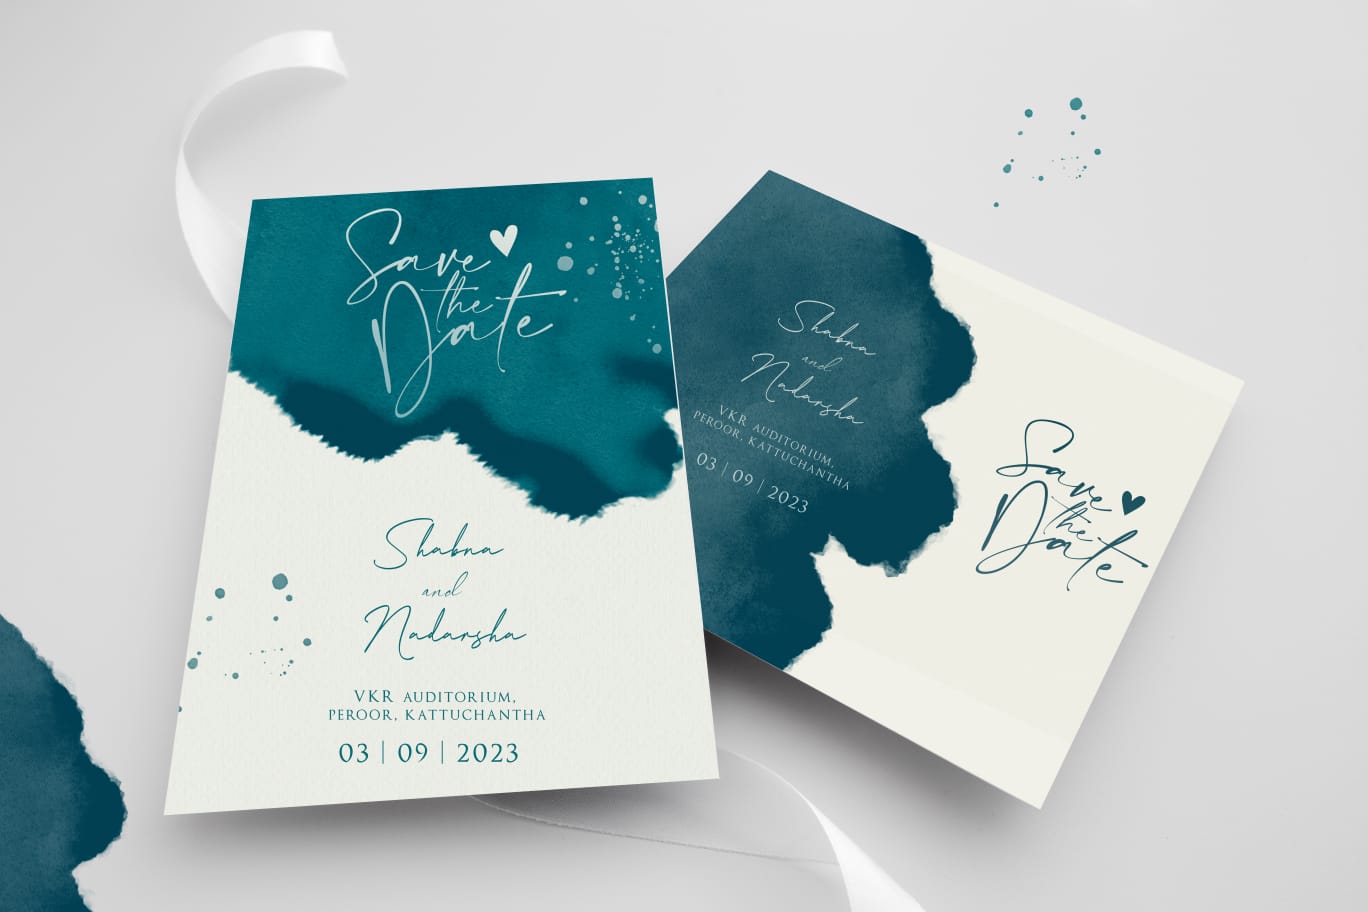 Save
the
Date
Shabna
and
Nadarsha
VKR AUDITORIUM,
PEROOR, KATTUCHANTHA
03 | 09 | 2023
Shabna
and
Nadarsha
VKR AUDITORIUM,
PEROOR, KATTUCHANTHA
03 | 09 | 2023
Save
the
Date